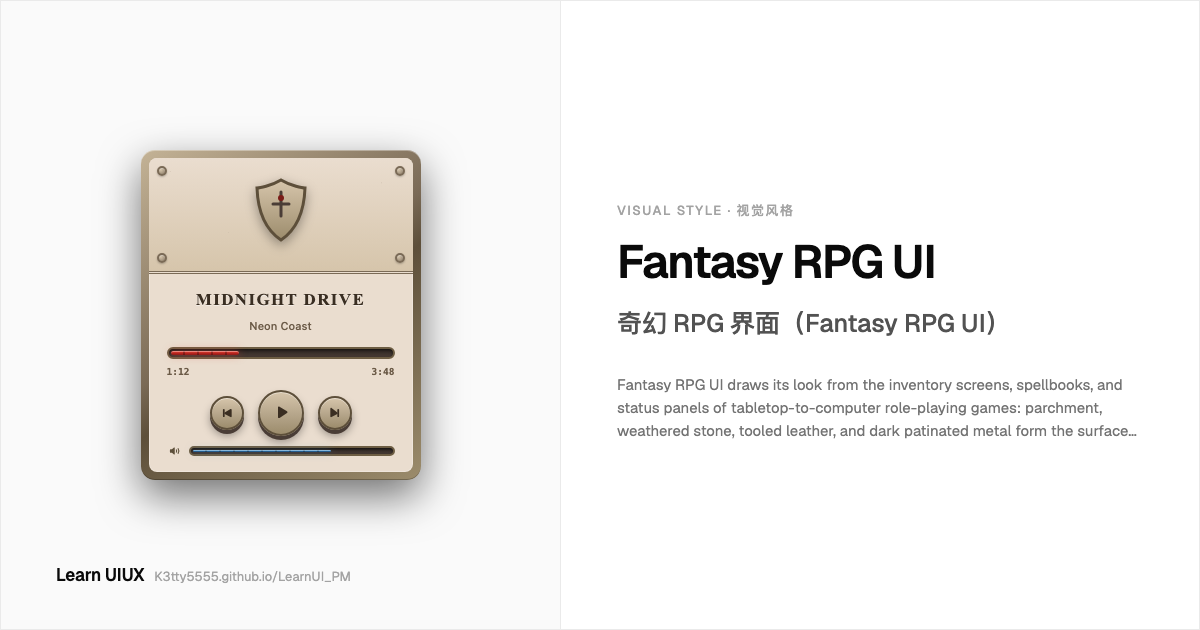 MIDNIGHT DRIVE
Neon Coast
1:12
3:48
Learn UIUX
K3tty5555.github.io/LearnUI_PM
VISUAL STYLE · 视觉风格
Fantasy RPG UI
奇幻 RPG 界面（Fantasy RPG UI）
Fantasy RPG UI draws its look from the inventory screens, spellbooks, and
status panels of tabletop-to-computer role-playing games: parchment,
weathered stone, tooled leather, and dark patinated metal form the surface…